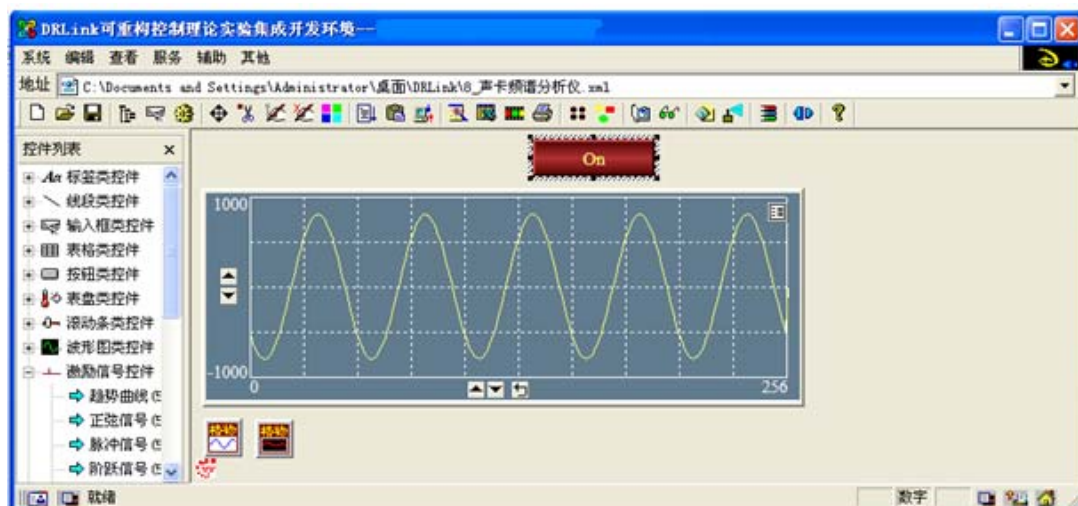 DRLink可重构控制理论实验集成开发环境--
系统 编辑 查看 服务 辅助 其他
地址 C:\Documents and Settings\Administrator\桌面\DRLink\8_声卡频谱分析仪.xml
控件列表
On
Aa 标签类控件
线段类控件
输入框类控件
表格类控件
按钮类控件
表盘类控件
滚动条类控件
波形图类控件
激励信号控件
趋势曲线 (
正弦信号 (
脉冲信号 (
阶跃信号 (
1000
-1000
0
256
就绪
数字